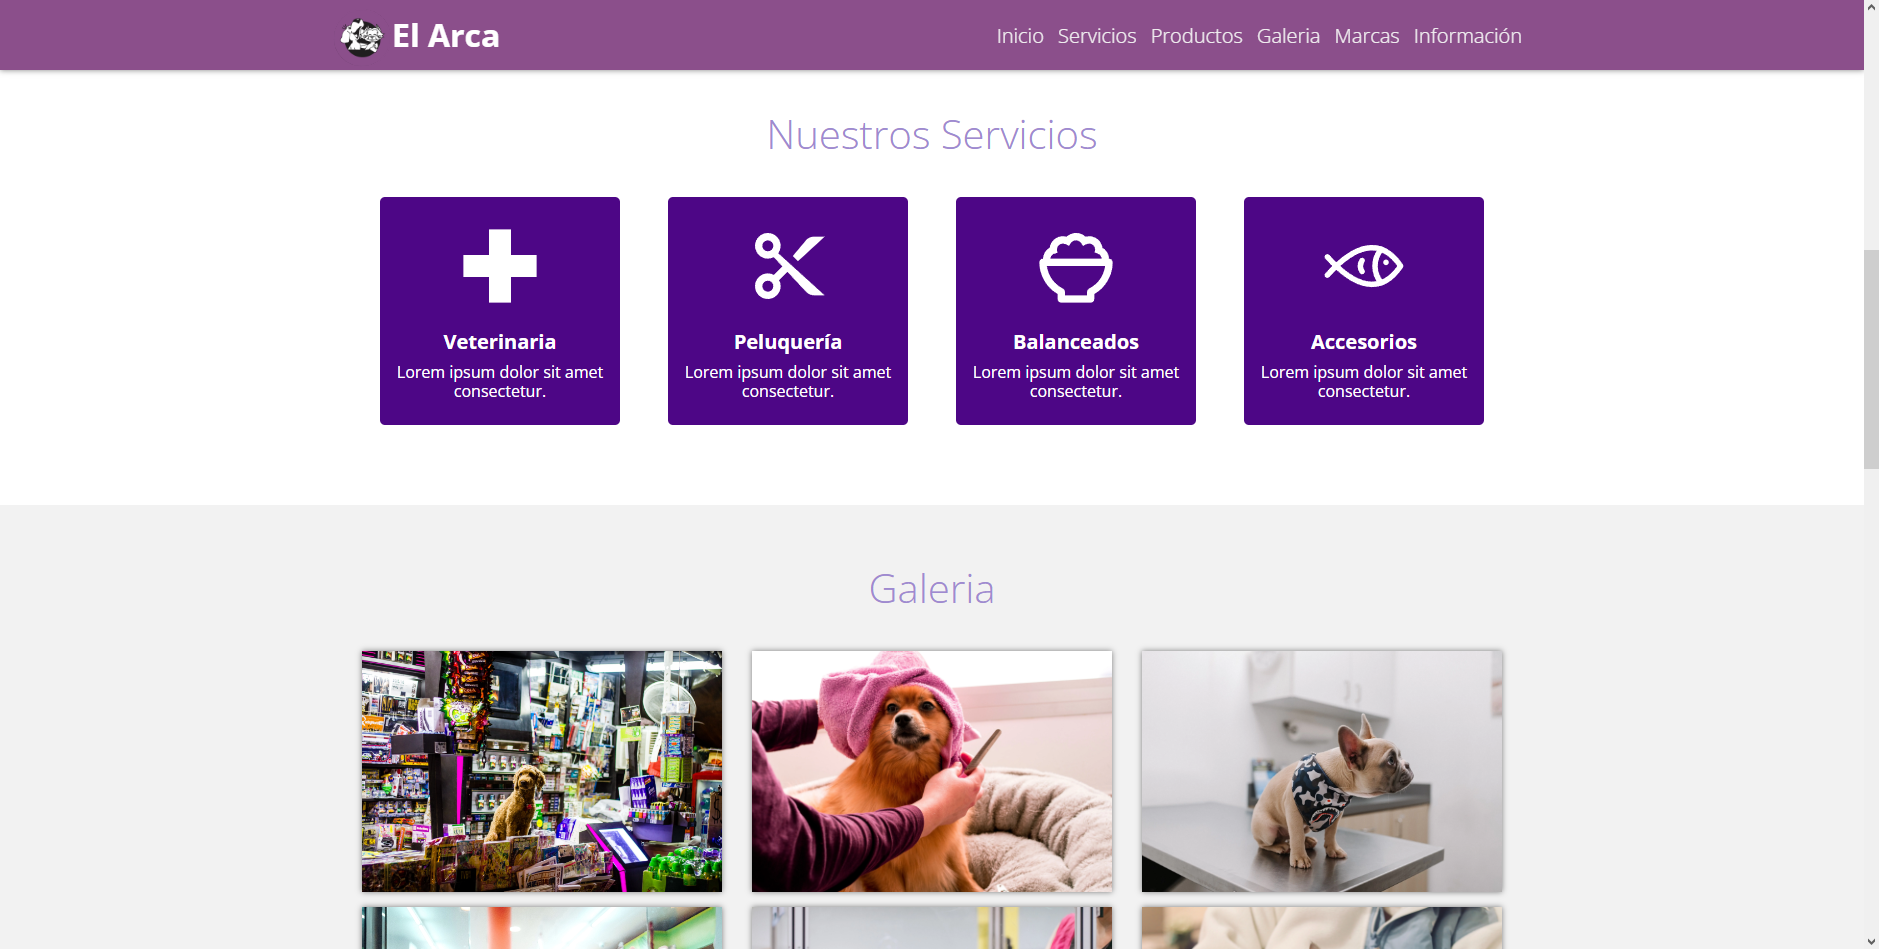 El Arca
Inicio Servicios Productos Galeria Marcas Información
Nuestros Servicios
Veterinaria
Lorem ipsum dolor sit amet
consectetur.
Peluquería
Lorem ipsum dolor sit amet
consectetur.
Balanceados
Lorem ipsum dolor sit amet
consectetur.
Accesorios
Lorem ipsum dolor sit amet
consectetur.
Galeria